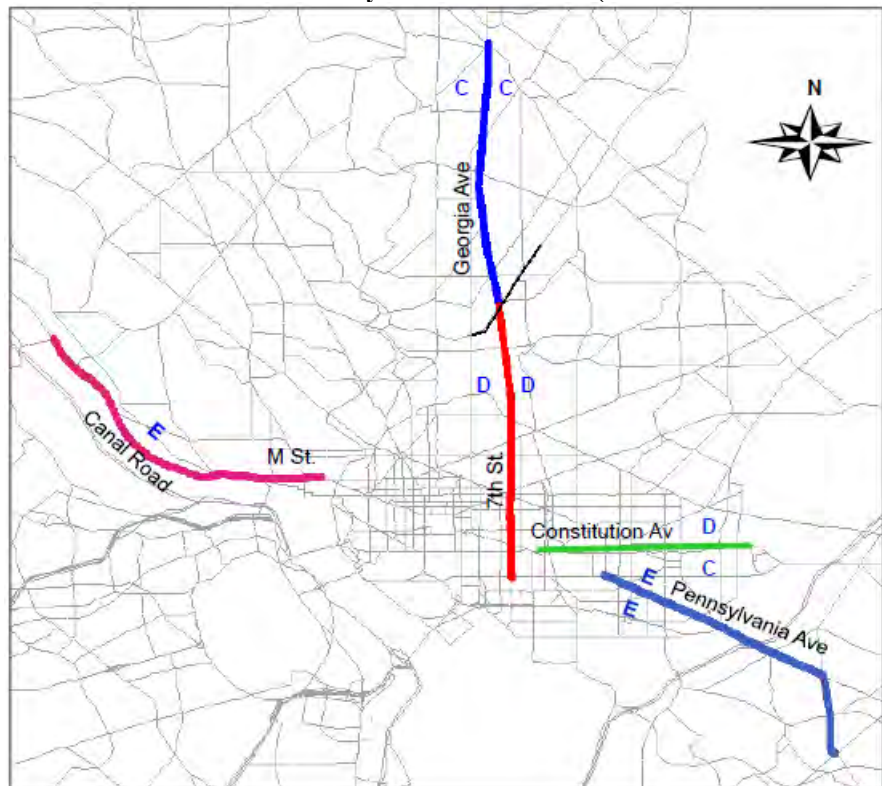 C C
N
Georgia Ave
D D
E
Canal Road
M St.
7th St.
Constitution Av
D
C
E
E
Pennsylvania Ave